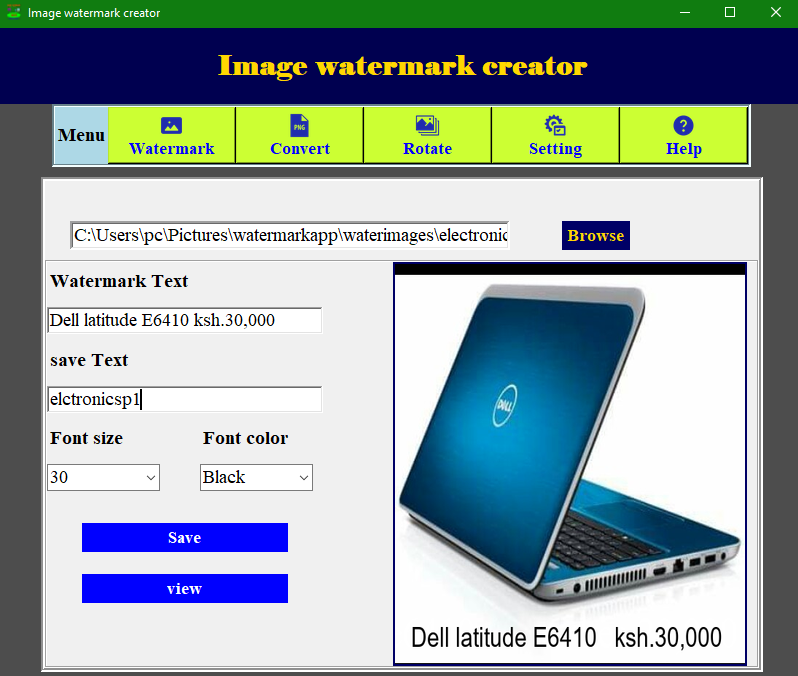 Image watermark creator
Image watermark creator
Menu
Watermark
PNG
Convert
Rotate
Setting
? Help
C:\Users\pc\Pictures\watermarkapp\waterimages\electronic
Browse
Watermark Text
Dell latitude E6410 ksh.30,000
save Text
elctronicsp1
Font size
Font color
30
Black
Save
view
DELL
Dell latitude E6410 ksh.30,000